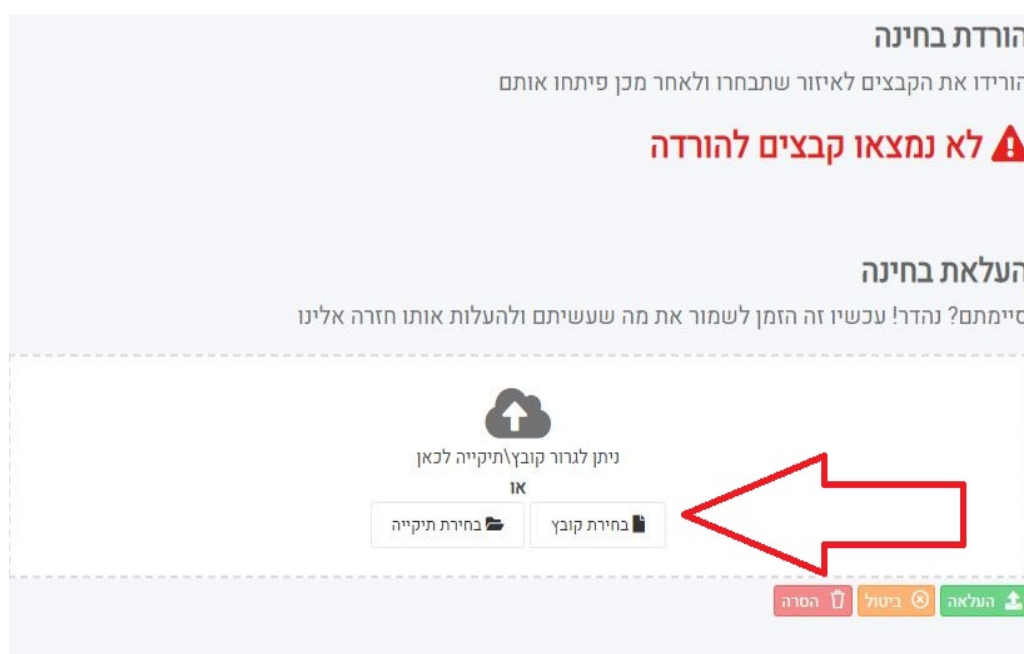 הורדת בחינה
הורידו את הקבצים לאיזור שתבחרו ולאחר מכן פיתחו אותם
לא נמצאו קבצים להורדה
העלאת בחינה
סיימתם? נהדר! עכשיו זה הזמן לשמור את מה שעשיתם ולהעלות אותו חזרה אלינו
ניתן לגרור קובץ\תיקייה לכאן
או
בחירת קובץ בחירת תיקייה
העלאה ביטול הסרה